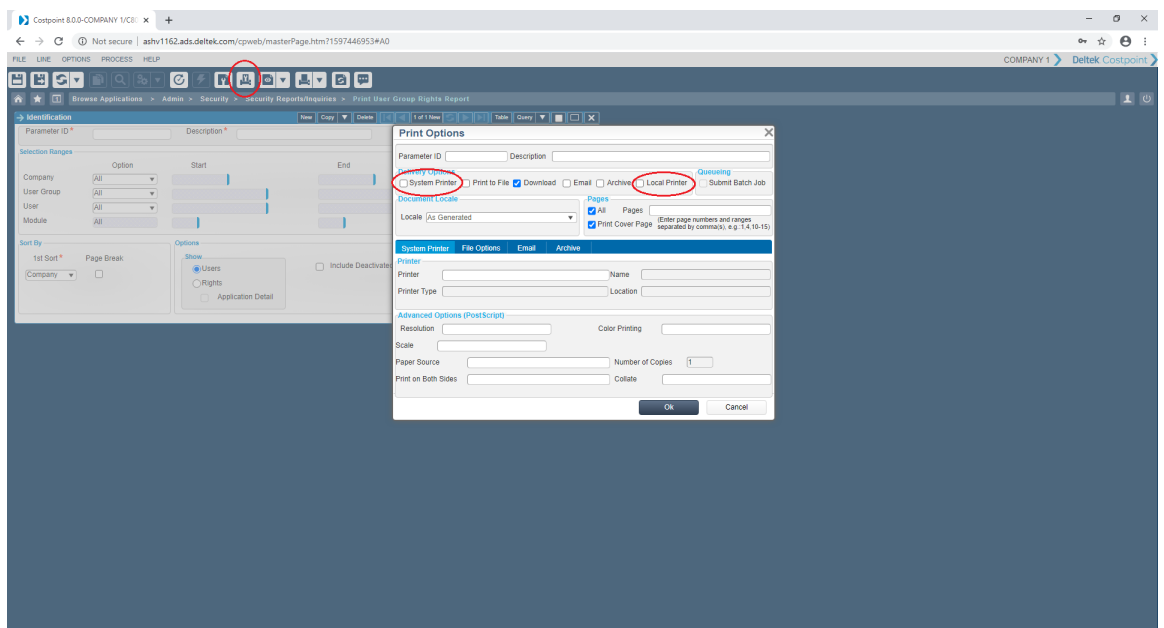 Costpoint 8.0.0-COMPANY 1/C80
Not secure | ashv1162.ads.deltek.com/cpweb/masterPage.htm?1597446953#A0
FILE LINE OPTIONS PROCESS HELP
COMPANY 1 Deltek Costpoint
Browse Applications > Admin > Security > Security Reports/Inquiries > Print User Group Rights Report
Identification
New Copy Delete 1 of 1 New Table Query
Parameter ID * Description *
Selection Ranges
Option Start End
Company All
User Group All
User All
Module All
Sort By
1st Sort * Page Break
Company
Options
Show
Users
Rights
Application Detail
Include Deactivated
Print Options
Parameter ID Description
Delivery Options
System Printer Print to File Download Email Archive Local Printer
Queueing
Submit Batch Job
Document Locale
Locale As Generated
Pages
All Pages
Print Cover Page (Enter page numbers and ranges
separated by comma(s), e.g.:1,4,10-15)
System Printer File Options Email Archive
Printer
Printer Name
Printer Type Location
Advanced Options (PostScript)
Resolution Color Printing
Scale
Paper Source Number of Copies 1
Print on Both Sides Collate
Ok Cancel